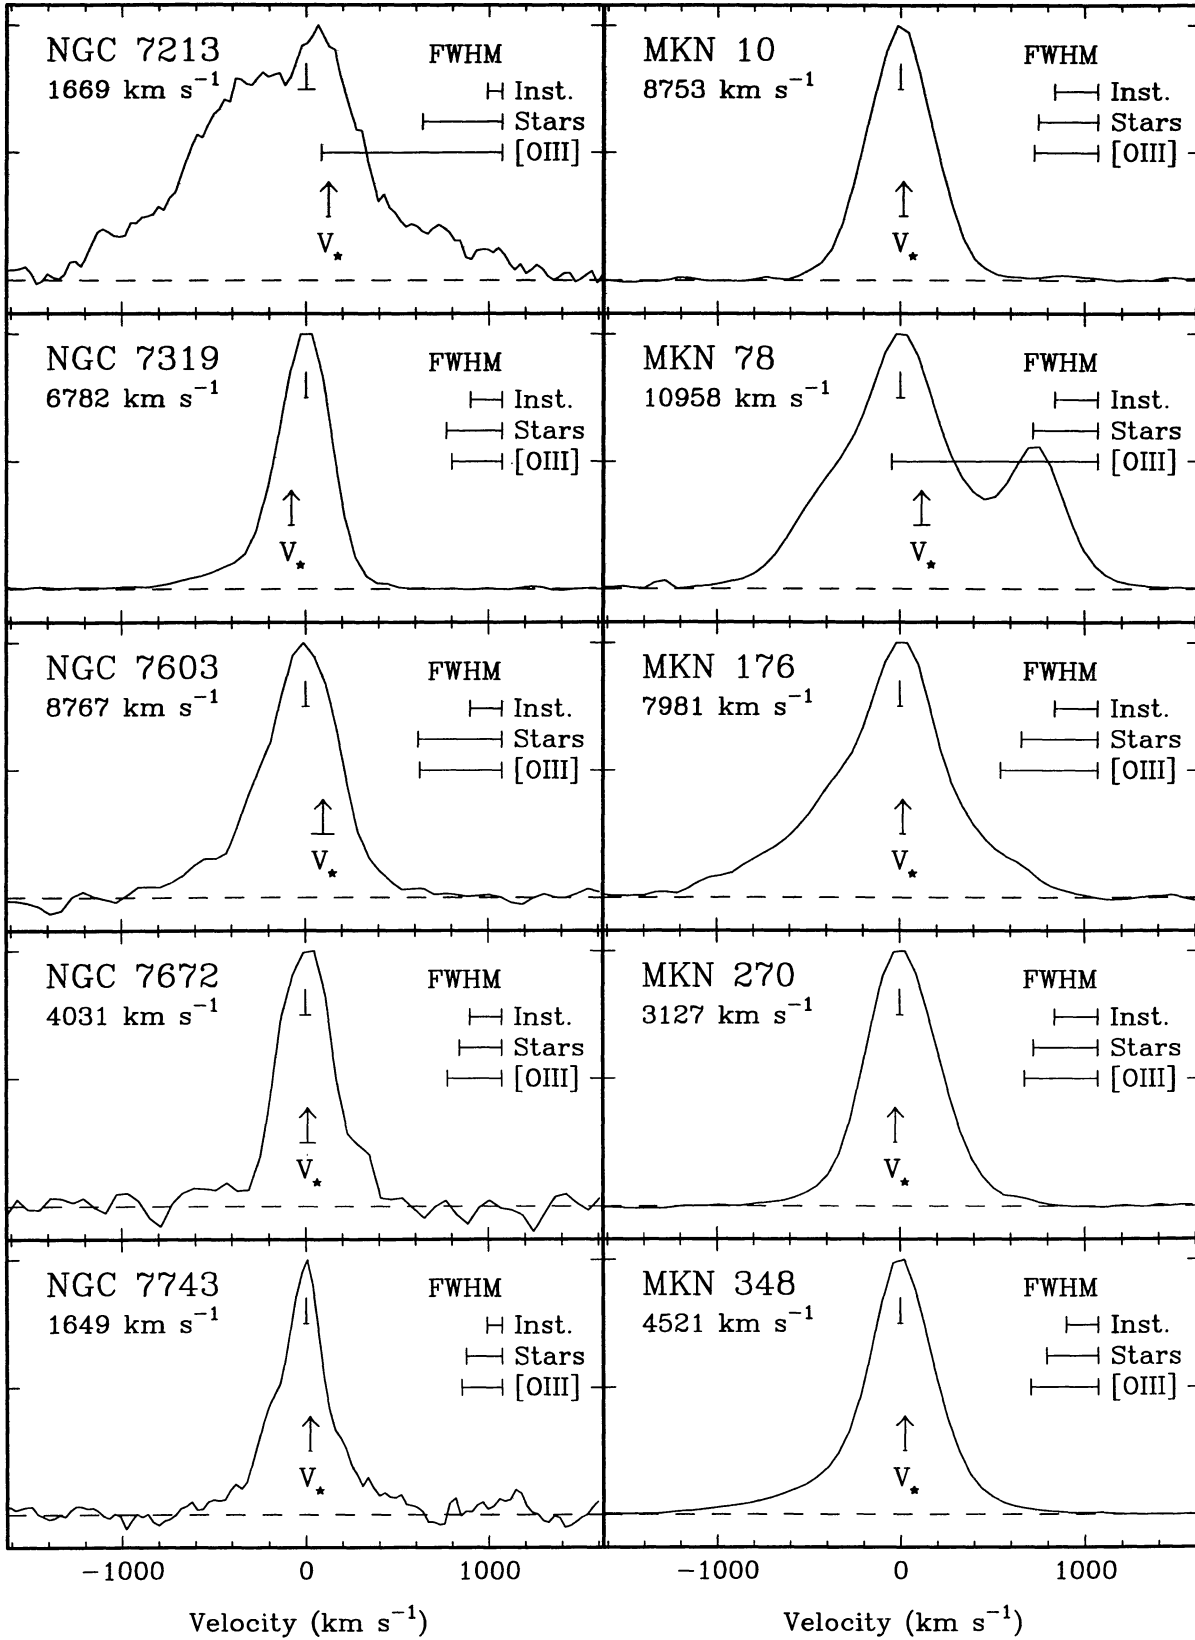 NGC 7213
1669 km s⁻¹
FWHM
Inst.
Stars
[OIII]
V⋆
MKN 10
8753 km s⁻¹
FWHM
Inst.
Stars
[OIII]
V⋆
NGC 7319
6782 km s⁻¹
FWHM
Inst.
Stars
[OIII]
V⋆
MKN 78
10958 km s⁻¹
FWHM
Inst.
Stars
[OIII]
V⋆
NGC 7603
8767 km s⁻¹
FWHM
Inst.
Stars
[OIII]
V⋆
MKN 176
7981 km s⁻¹
FWHM
Inst.
Stars
[OIII]
V⋆
NGC 7672
4031 km s⁻¹
FWHM
Inst.
Stars
[OIII]
V⋆
MKN 270
3127 km s⁻¹
FWHM
Inst.
Stars
[OIII]
V⋆
NGC 7743
1649 km s⁻¹
FWHM
Inst.
Stars
[OIII]
V⋆
MKN 348
4521 km s⁻¹
FWHM
Inst.
Stars
[OIII]
V⋆
−1000 0 1000
−1000 0 1000
Velocity (km s⁻¹)
Velocity (km s⁻¹)